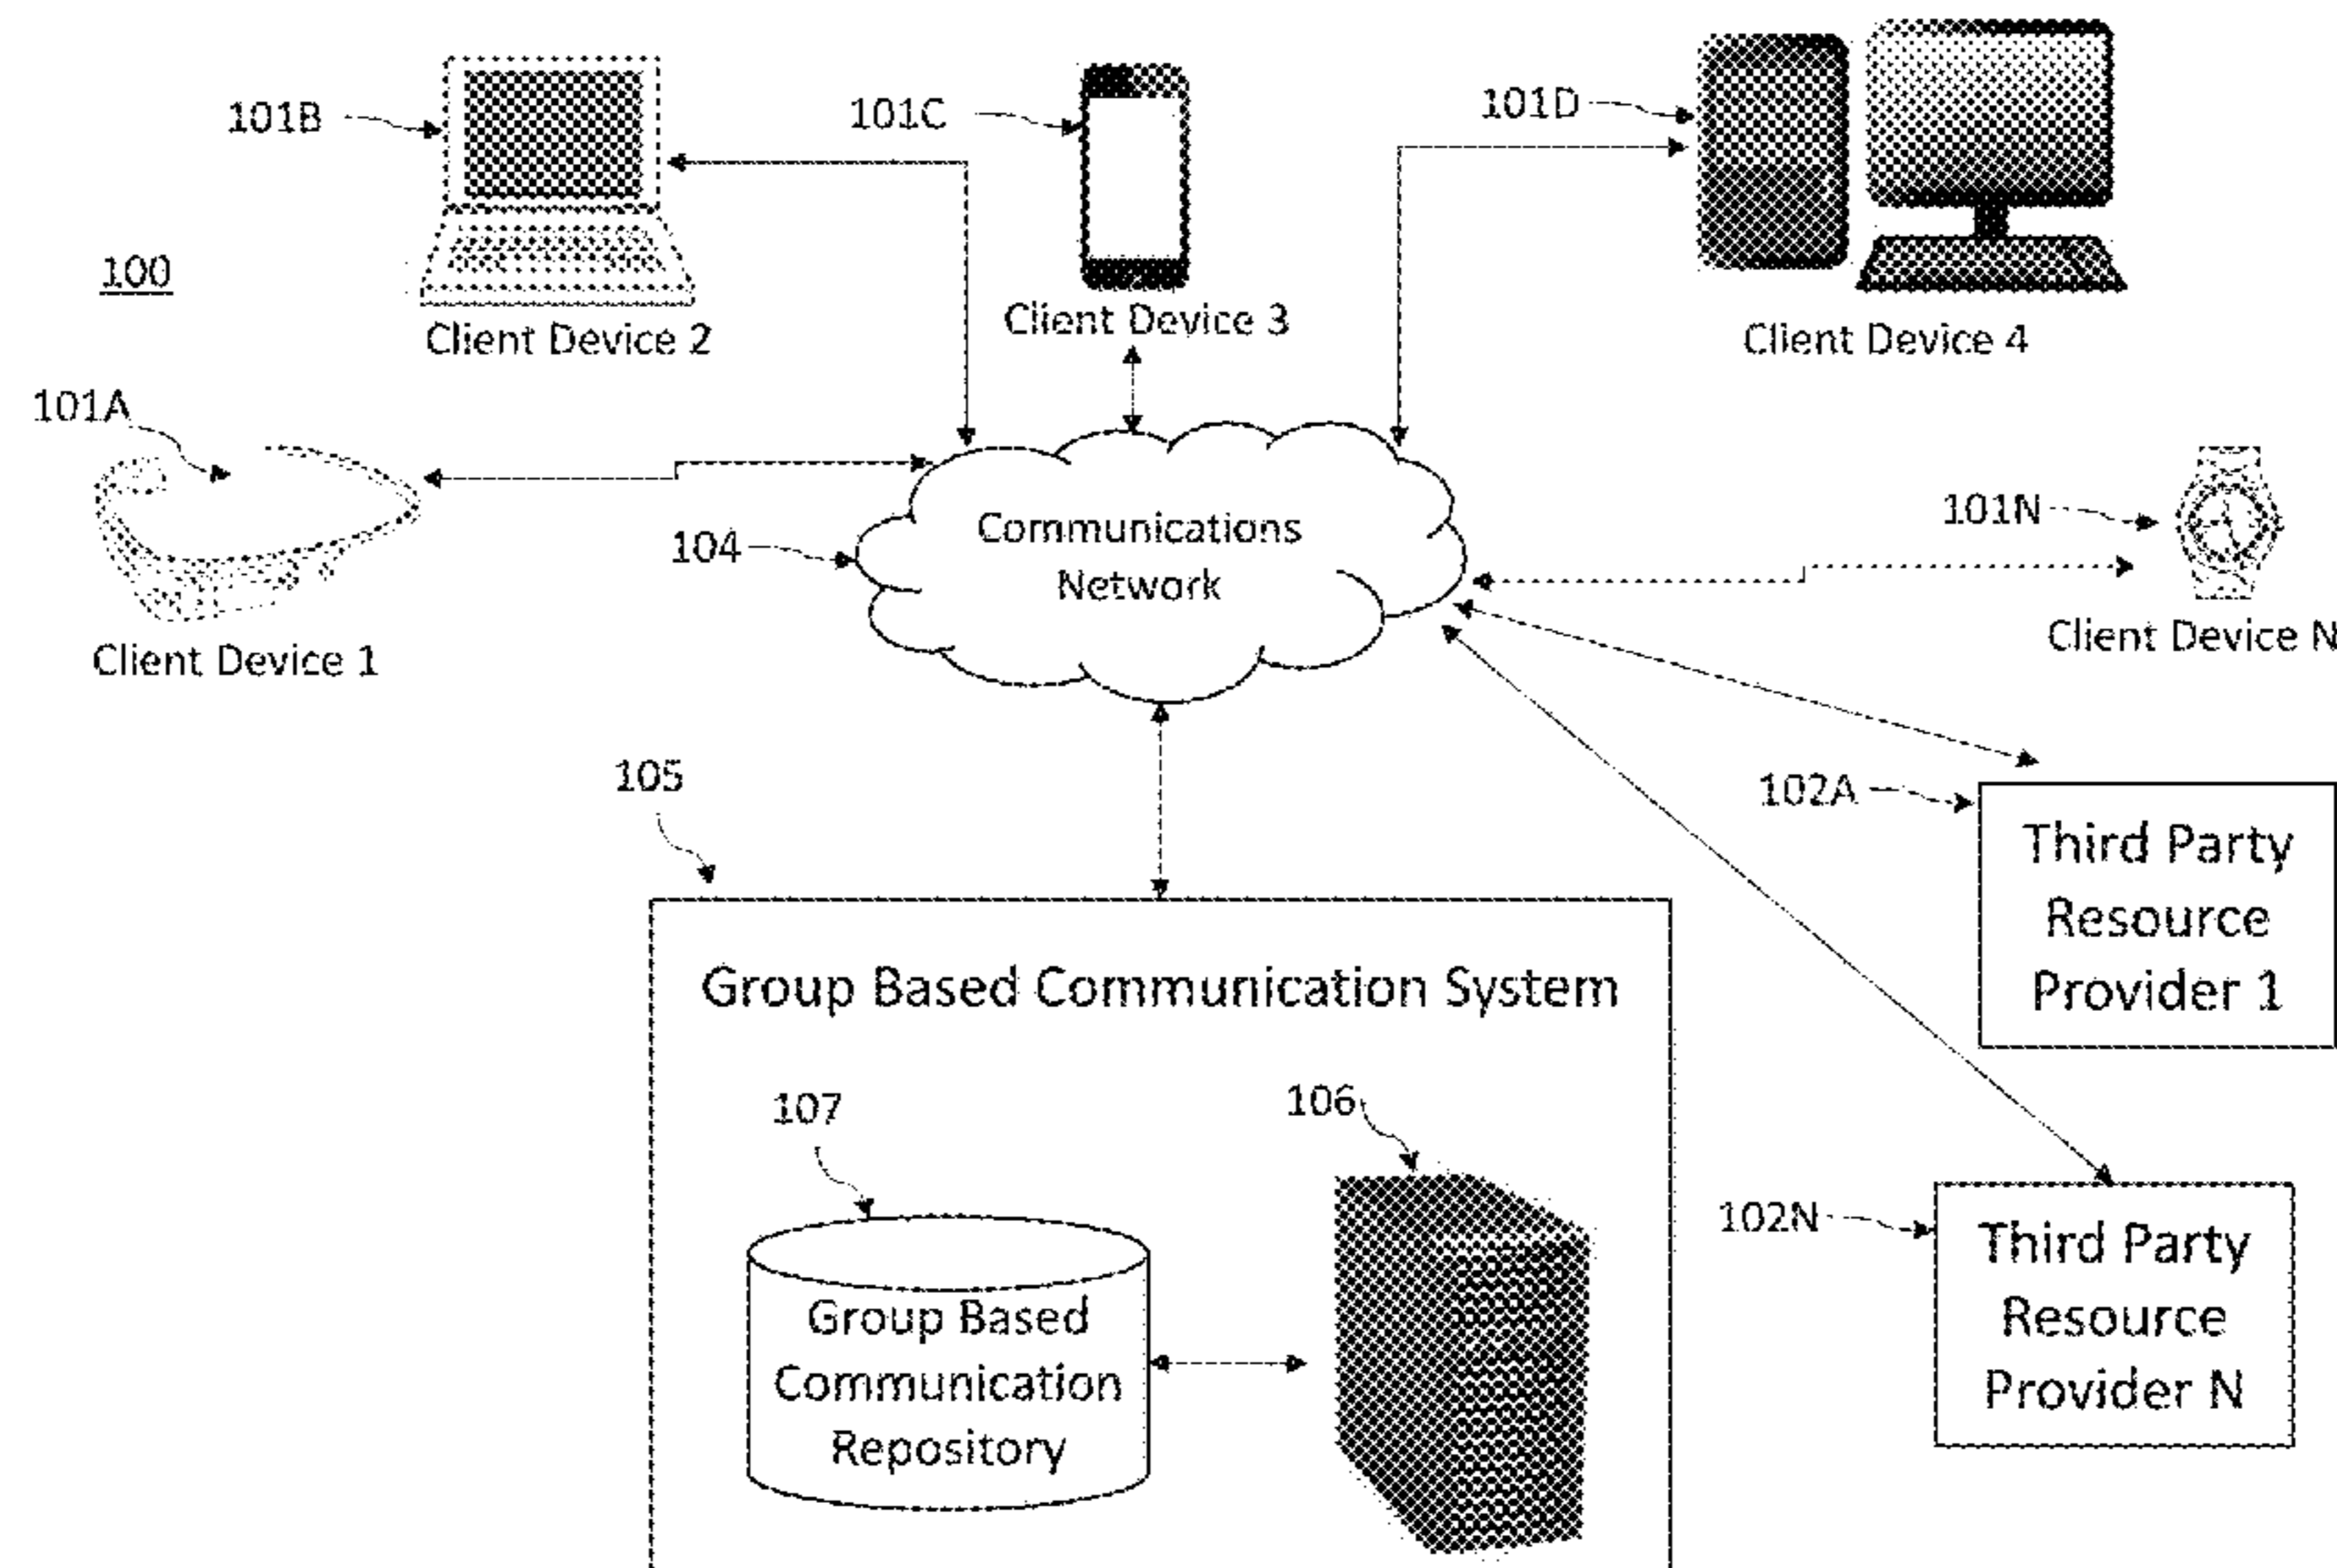 101B
101C
101D
100
Client Device 2
Client Device 3
Client Device 4
101A
101N
104
Communications
Network
Client Device 1
Client Device N
105
102A
Third Party
Resource
Provider 1
Group Based Communication System
107
106
102N
Group Based
Communication
Repository
Third Party
Resource
Provider N